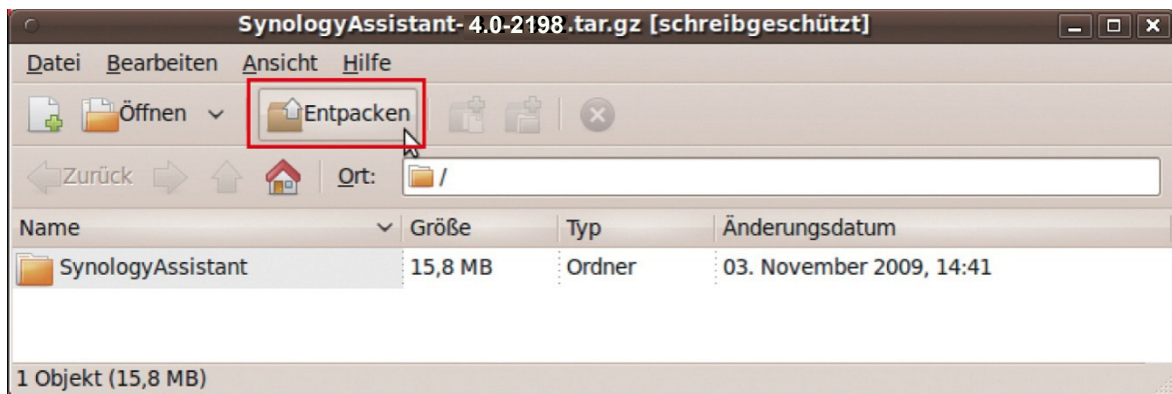 SynologyAssistant- 4.0-2198 .tar.gz [schreibgeschützt]
Datei Bearbeiten Ansicht Hilfe
Öffnen Entpacken
Zurück Ort: /
Name Größe Typ Änderungsdatum
SynologyAssistant 15,8 MB Ordner 03. November 2009, 14:41
1 Objekt (15,8 MB)